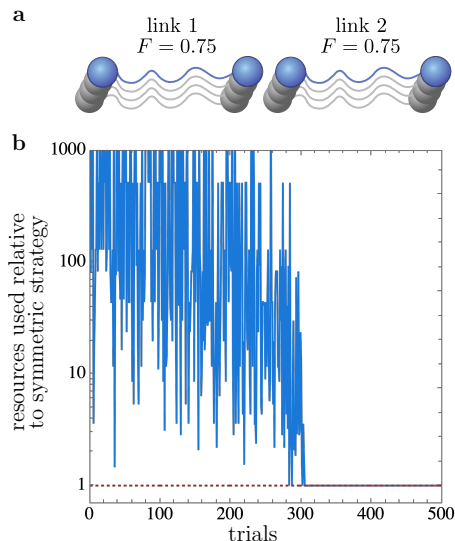 a
link 1
link 2
F = 0.75
F = 0.75
b
resources used relative
to symmetric strategy
1000
100
10
1
0
100
200
300
400
500
trials